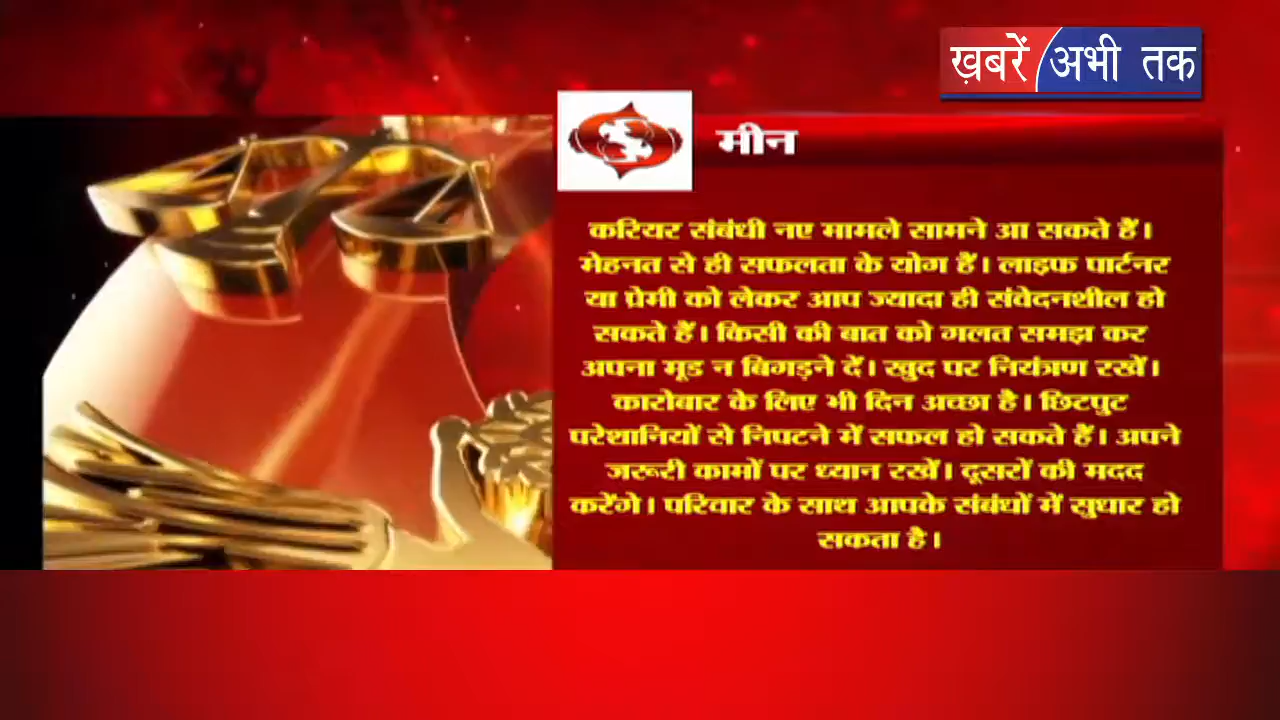 ख़बरें अभी तक
मीन
करियर संबंधी नए मामले सामने आ सकते हैं।
मेहनत से ही सफलता के योग हैं। लाइफ पार्टनर
या प्रेमी को लेकर आप ज्यादा ही संवेदनशील हो
सकते हैं। किसी की बात को गलत समझ कर
अपना मूड न बिगड़ने दें। खुद पर नियंत्रण रखें।
कारोबार के लिए भी दिन अच्छा है। छिटपुट
परेशानियों से निपटने में सफल हो सकते हैं। अपने
जरूरी कामों पर ध्यान रखें। दूसरों की मदद
करेंगे। परिवार के साथ आपके संबंधों में सुधार हो
सकता है।